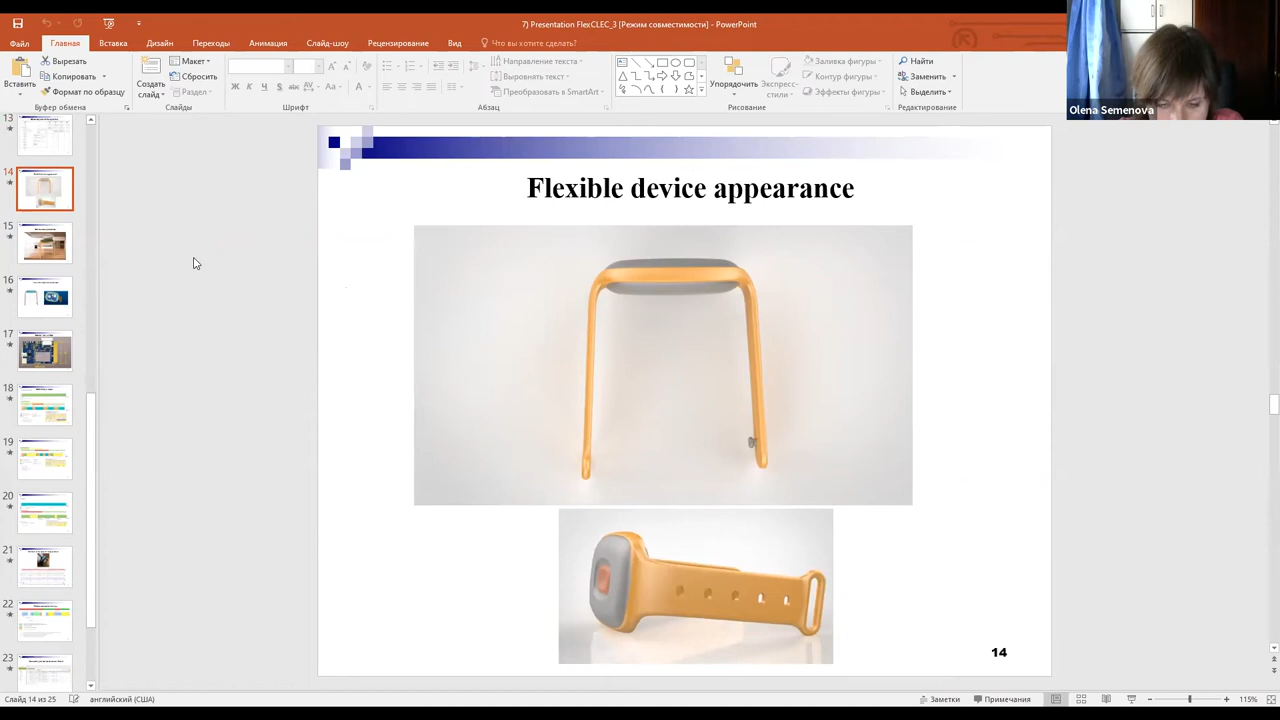 7) Presentation FlexCLEC_3 [Режим совместимости] - PowerPoint
Файл Главная Вставка Дизайн Переходы Анимация Слайд-шоу Рецензирование Вид Что вы хотите сделать?
Вставить
Вырезать
Копировать
Формат по образцу
Буфер обмена
Создать слайд
Макет
Сбросить
Раздел
Слайды
Шрифт
Направление текста
Выровнять текст
Преобразовать в SmartArt
Абзац
Упорядочить
Экспресс-стили
Заливка фигуры
Контур фигуры
Эффекты фигуры
Рисование
Найти
Заменить
Выделить
Редактирование
Olena Semenova
13
14
15
16
17
18
19
20
21
22
23
Flexible device appearance
14
Слайд 14 из 25 английский (США) Заметки Примечания 115%